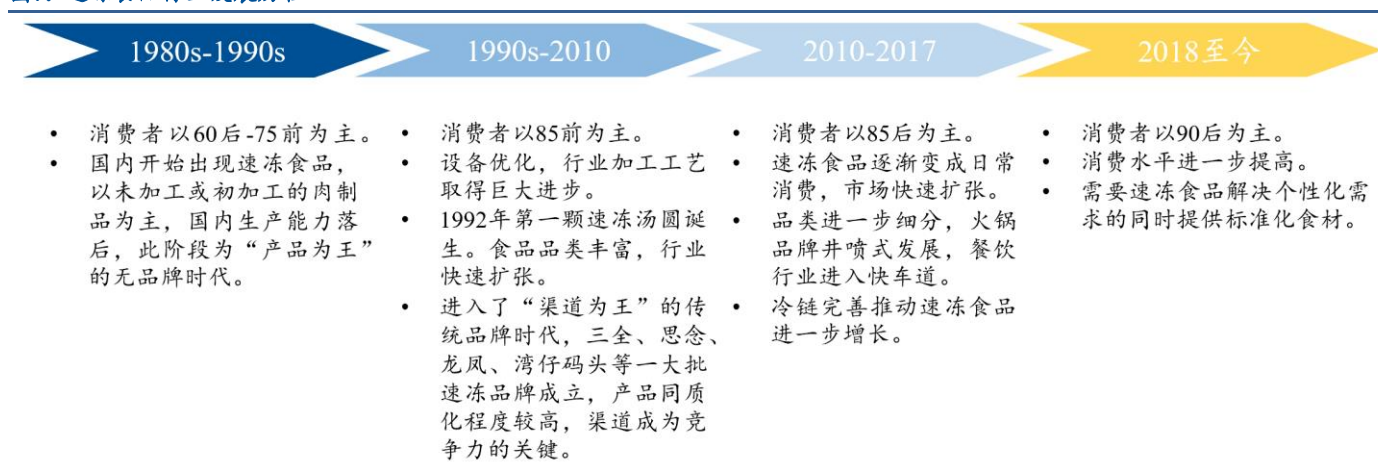 1980s-1990s
1990s-2010
2010-2017
2018至今
• 消费者以60后-75前为主。
• 国内开始出现速冻食品，
以未加工或初加工的肉制
品为主，国内生产能力落
后，此阶段为“产品为王”
的无品牌时代。
• 消费者以85前为主。
• 设备优化，行业加工工艺
取得巨大进步。
• 1992年第一颗速冻汤圆诞
生。食品品类丰富，行业
快速扩张。
• 进入了“渠道为王”的传
统品牌时代，三全、思念、
龙凤、湾仔码头等一大批
速冻品牌成立，产品同质
化程度较高，渠道成为竞
争力的关键。
• 消费者以85后为主。
• 速冻食品逐渐变成日常
消费，市场快速扩张。
• 品类进一步细分，火锅
品牌井喷式发展，餐饮
行业进入快车道。
• 冷链完善推动速冻食品
进一步增长。
• 消费者以90后为主。
• 消费水平进一步提高。
• 需要速冻食品解决个性化需
求的同时提供标准化食材。